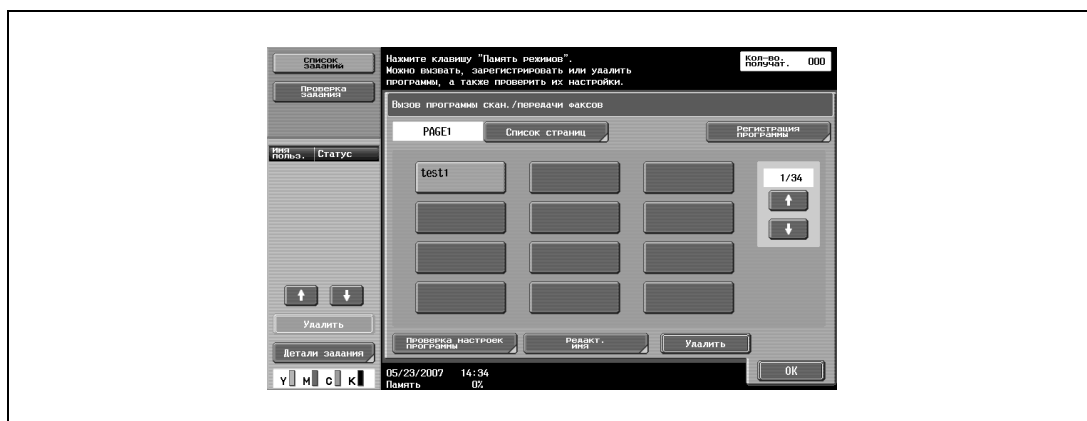 Список
заданий
Проверка
задания
Имя
польз.
Статус
Удалить
Детали задания
Y M C K
Нажмите клавишу "Память режимов".
Можно вызвать, зарегистрировать или удалить
программы, а также проверить их настройки.
Кол-во.
получат.
000
Вызов программы скан./передачи факсов
PAGE1
Список страниц
Регистрация
программы
test1
1/34
Проверка настроек
программы
Редакт.
имя
Удалить
05/23/2007 14:34
Память 0%
OK